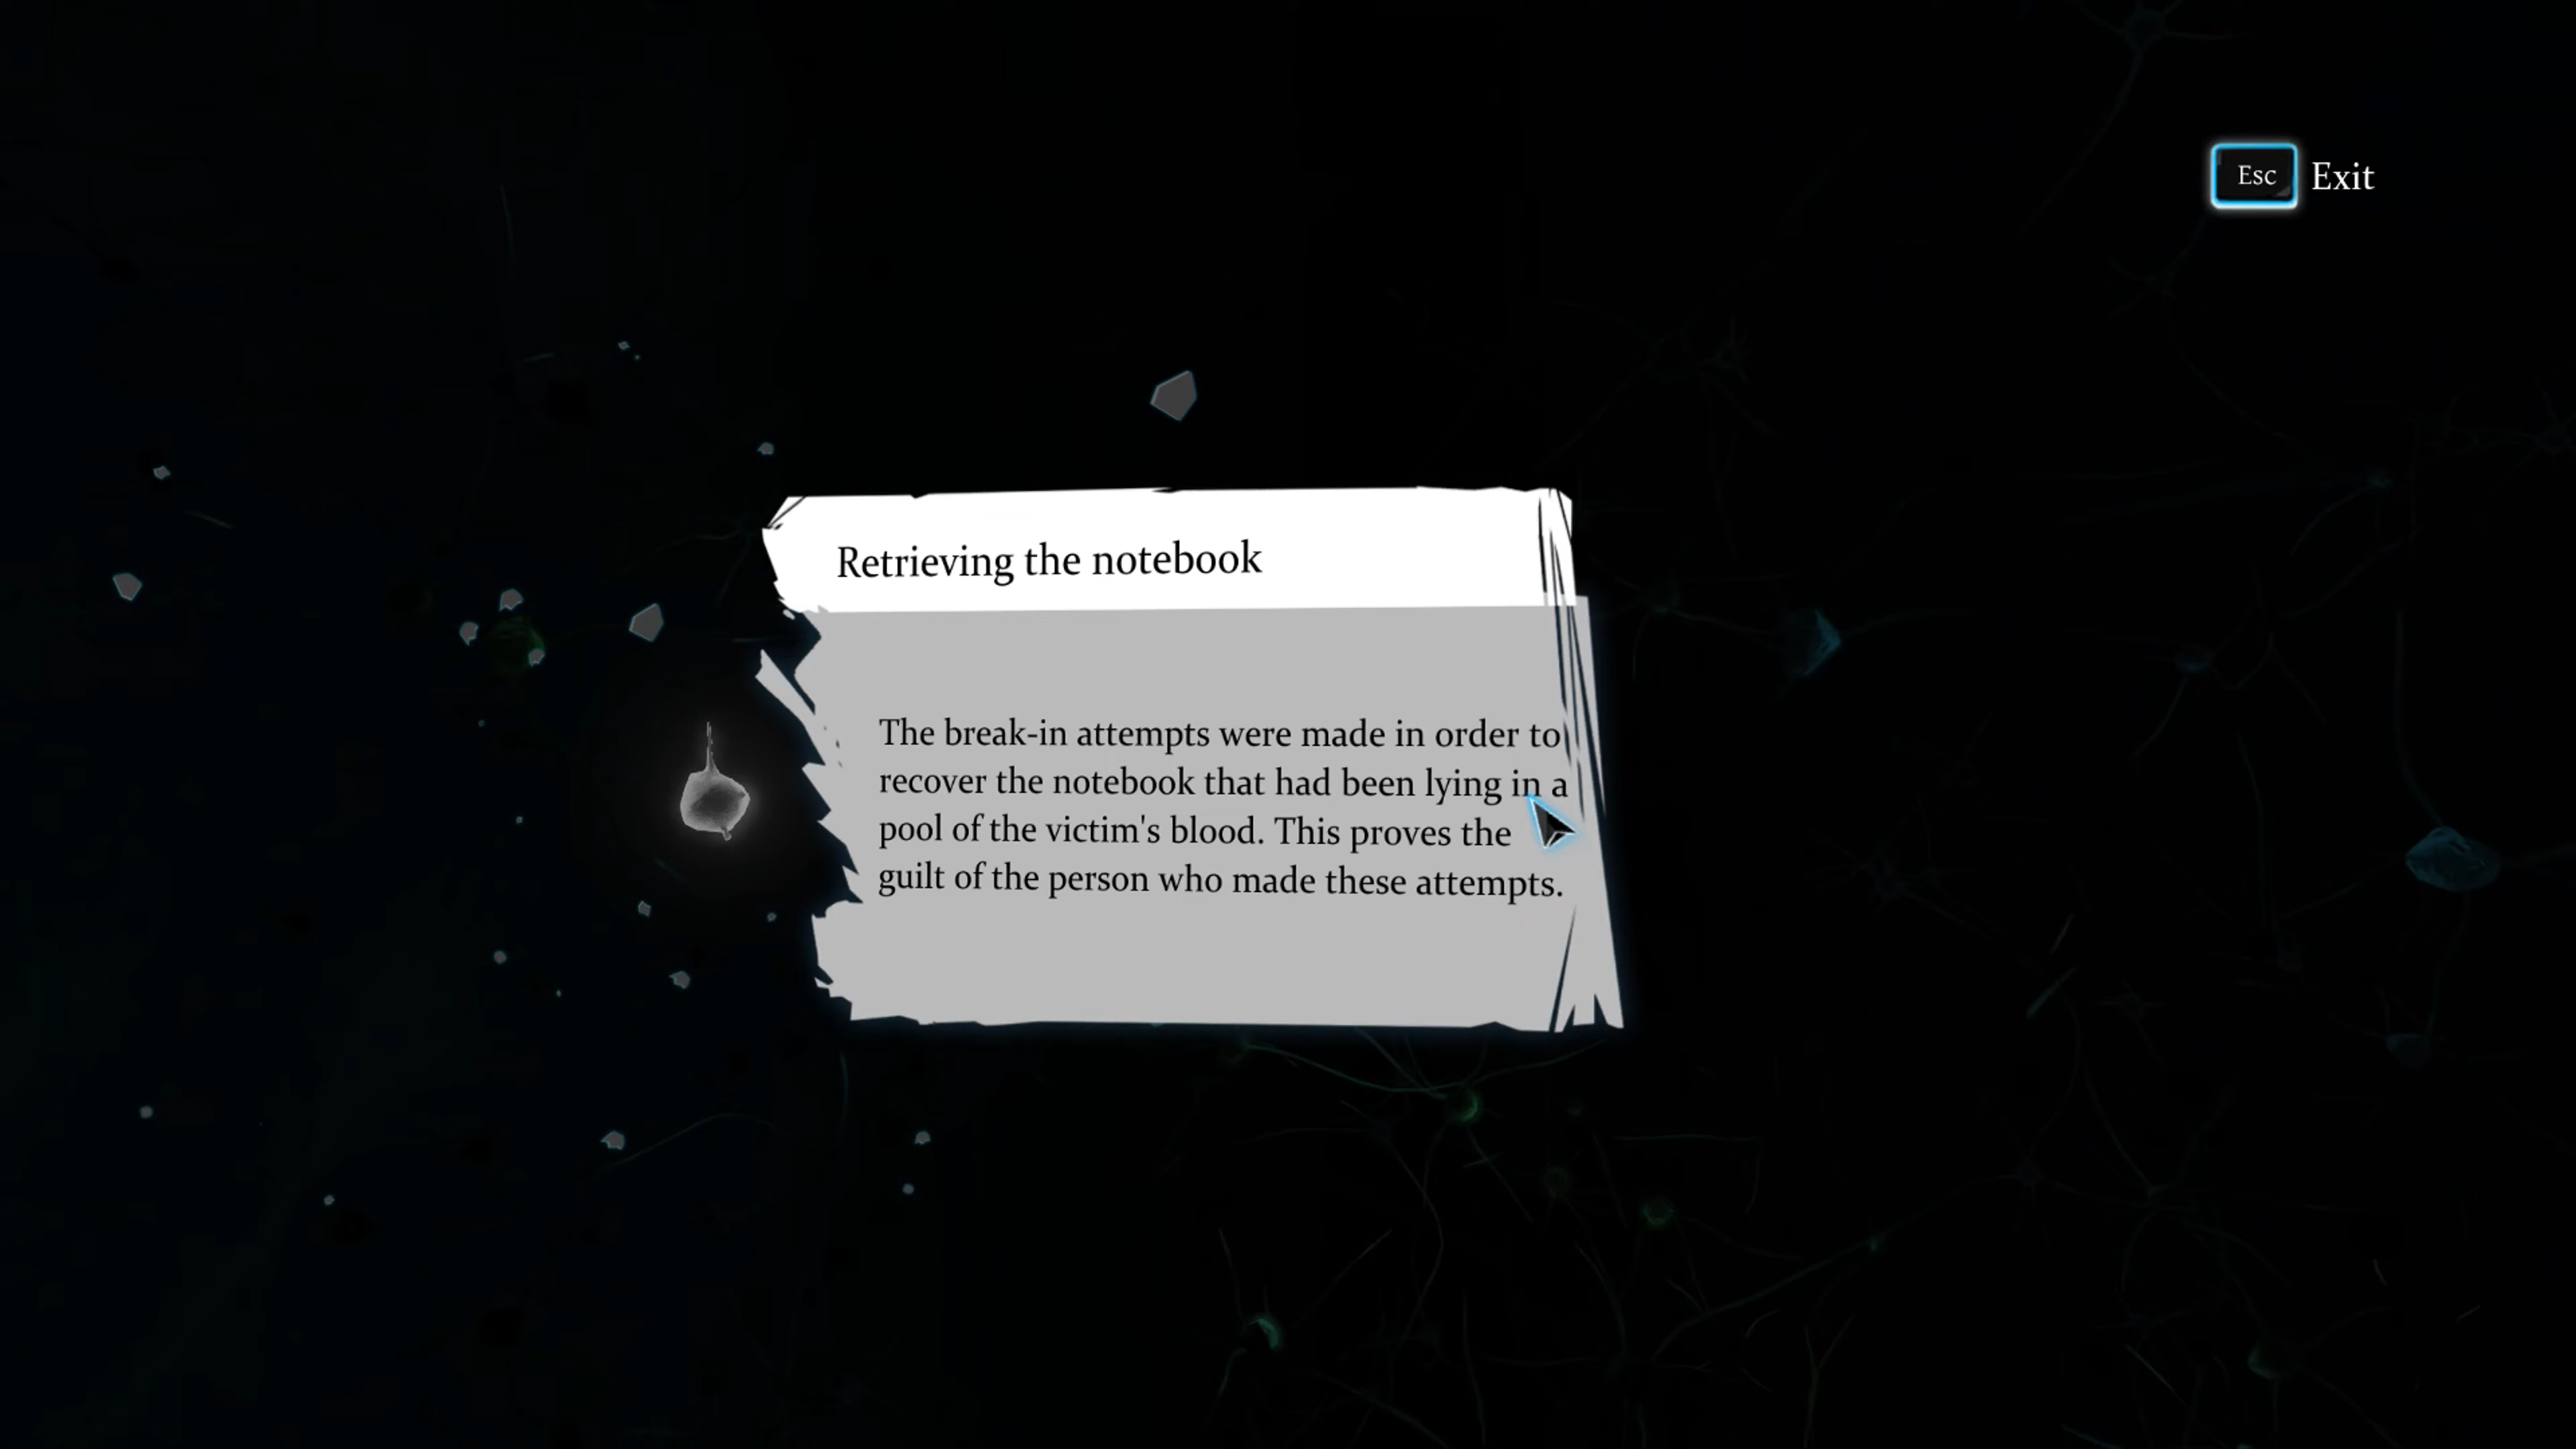 Esc Exit
Retrieving the notebook
The break-in attempts were made in order to
recover the notebook that had been lying in a
pool of the victim's blood. This proves the
guilt of the person who made these attempts.